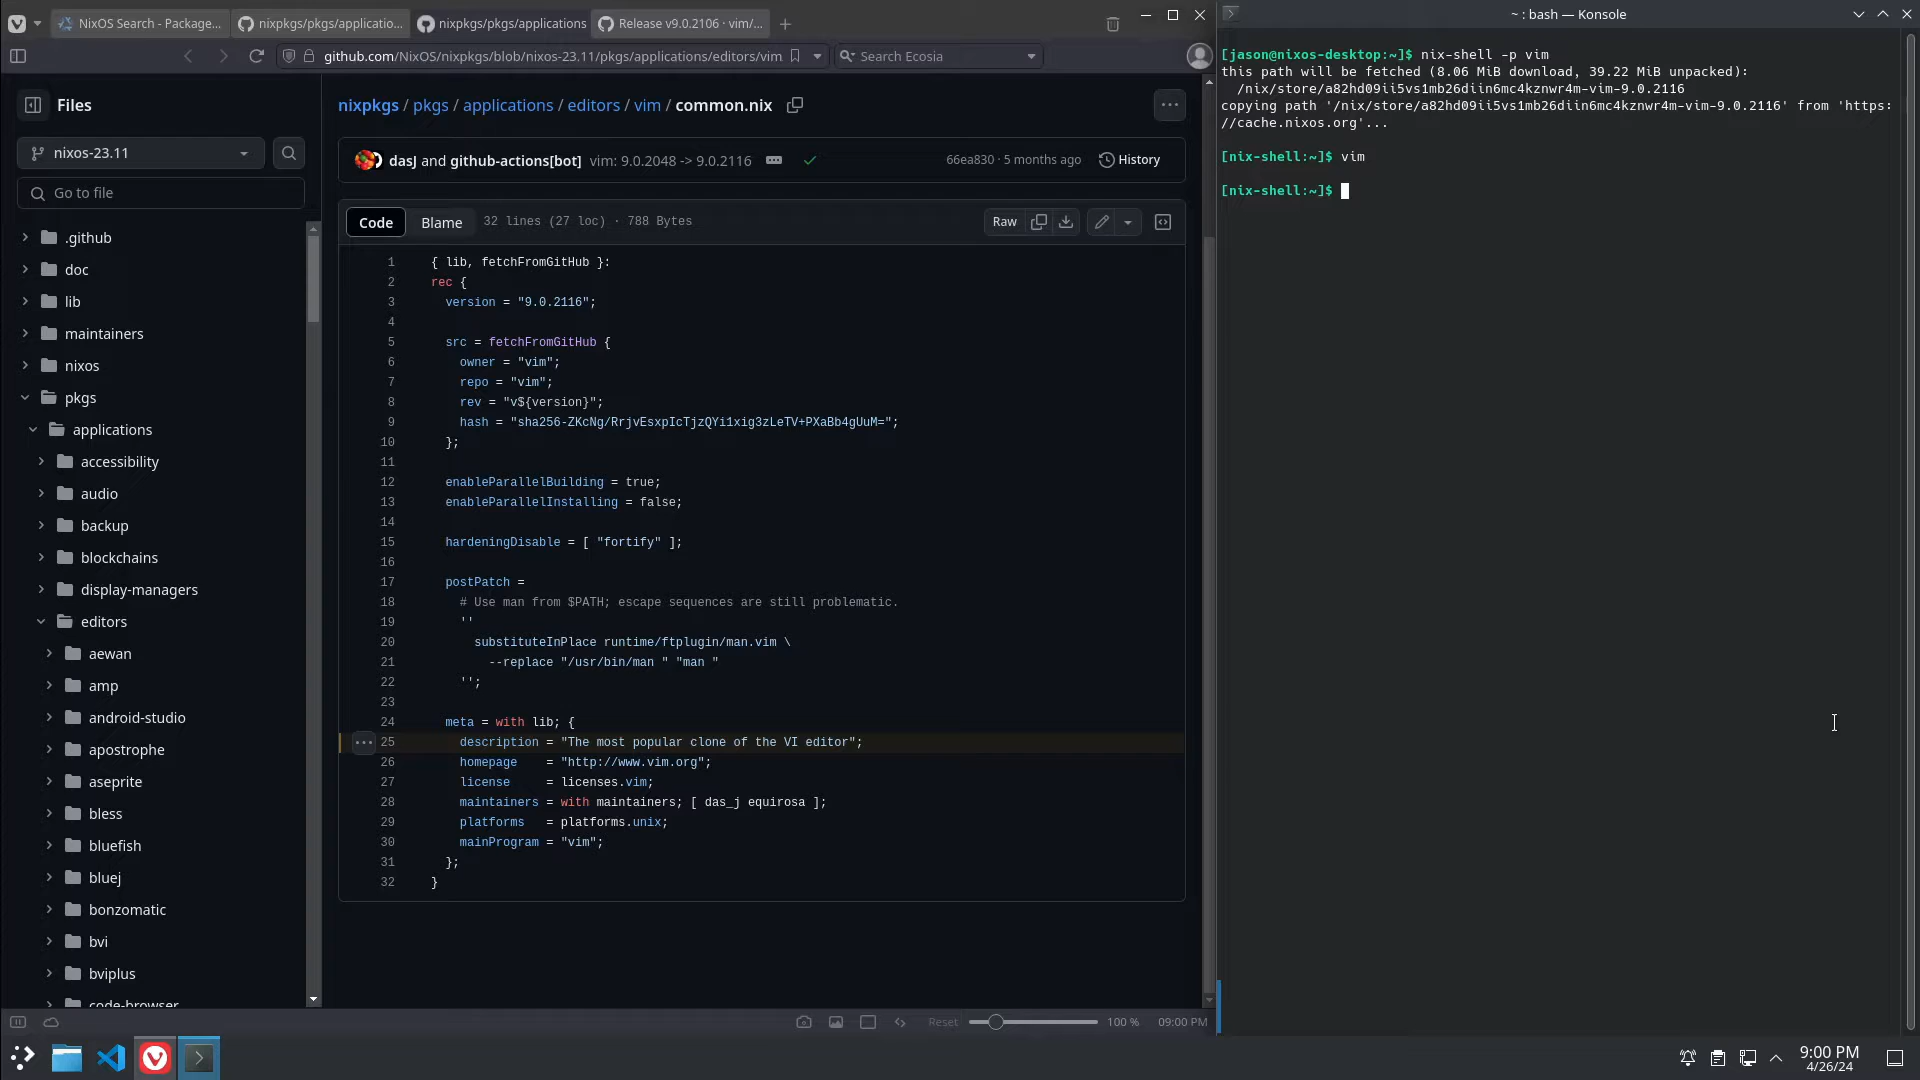 NixOS Search - Package...
nixpkgs/pkgs/applicatio...
nixpkgs/pkgs/applications
Release v9.0.2106 · vim/...
~ : bash — Konsole
github.com/NixOS/nixpkgs/blob/nixos-23.11/pkgs/applications/editors/vim
Search Ecosia
Files
nixos-23.11
Go to file
.github
doc
lib
maintainers
nixos
pkgs
applications
accessibility
audio
backup
blockchains
display-managers
editors
aewan
amp
android-studio
apostrophe
aseprite
bless
bluefish
bluej
bonzomatic
bvi
bviplus
code-browser
nixpkgs / pkgs / applications / editors / vim / common.nix
dasJ and github-actions[bot] vim: 9.0.2048 -> 9.0.2116
66ea830 · 5 months ago
History
Code
Blame
32 lines (27 loc) · 788 Bytes
Raw
1 { lib, fetchFromGitHub }:
2 rec {
3 version = "9.0.2116";
4
5 src = fetchFromGitHub {
6 owner = "vim";
7 repo = "vim";
8 rev = "v${version}";
9 hash = "sha256-ZKcNg/RrjvEsxpIcTjzQYi1xig3zLeTV+PXaBb4gUuM=";
10 };
11
12 enableParallelBuilding = true;
13 enableParallelInstalling = false;
14
15 hardeningDisable = [ "fortify" ];
16
17 postPatch =
18 # Use man from $PATH; escape sequences are still problematic.
19 ''
20 substituteInPlace runtime/ftplugin/man.vim \
21 --replace "/usr/bin/man " "man "
22 '';
23
24 meta = with lib; {
25 description = "The most popular clone of the VI editor";
26 homepage = "http://www.vim.org";
27 license = licenses.vim;
28 maintainers = with maintainers; [ das_j equirosa ];
29 platforms = platforms.unix;
30 mainProgram = "vim";
31 };
32 }
Reset
100 %
09:00 PM
[jason@nixos-desktop:~]$ nix-shell -p vim
this path will be fetched (8.06 MiB download, 39.22 MiB unpacked):
/nix/store/a82hd09ii5vs1mb26diin6mc4kznwr4m-vim-9.0.2116
copying path '/nix/store/a82hd09ii5vs1mb26diin6mc4kznwr4m-vim-9.0.2116' from 'https:
//cache.nixos.org'...
[nix-shell:~]$ vim
[nix-shell:~]$
9:00 PM
4/26/24